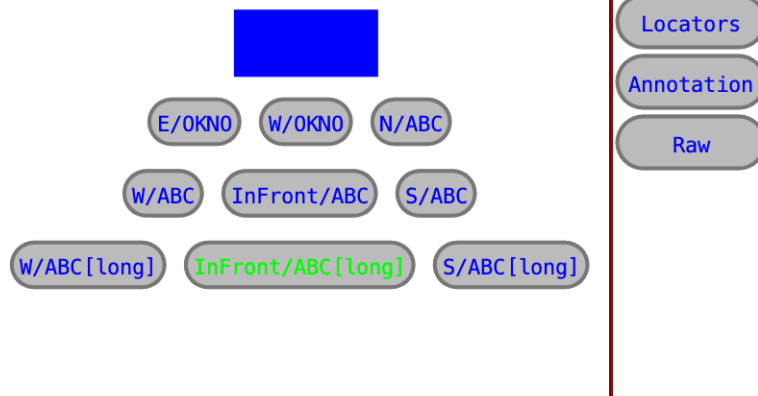 Locators
Annotation
Raw
E/OKNO W/OKNO N/ABC
W/ABC InFront/ABC S/ABC
W/ABC[long] InFront/ABC[long] S/ABC[long]